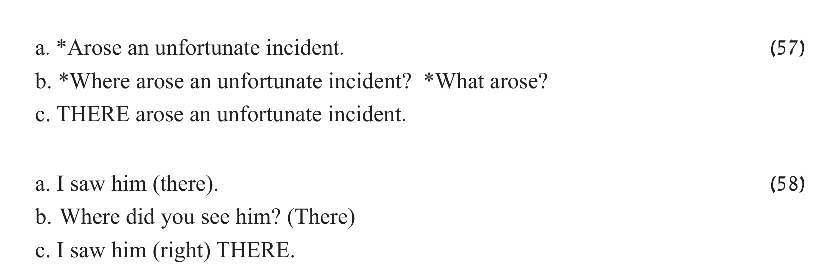 a. *Arose an unfortunate incident. (57)
b. *Where arose an unfortunate incident? *What arose?
c. THERE arose an unfortunate incident.
a. I saw him (there). (58)
b. Where did you see him? (There)
c. I saw him (right) THERE.